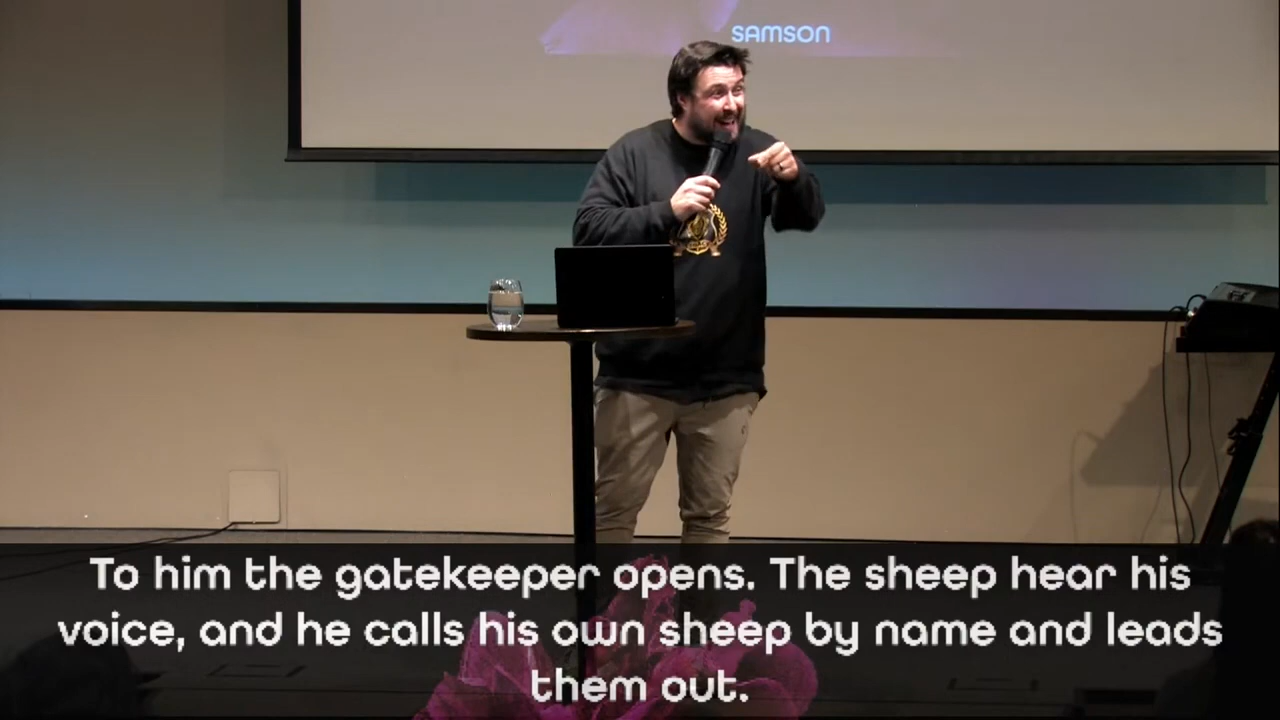 SAMSON
To him the gatekeeper opens. The sheep hear his
voice, and he calls his own sheep by name and leads
them out.